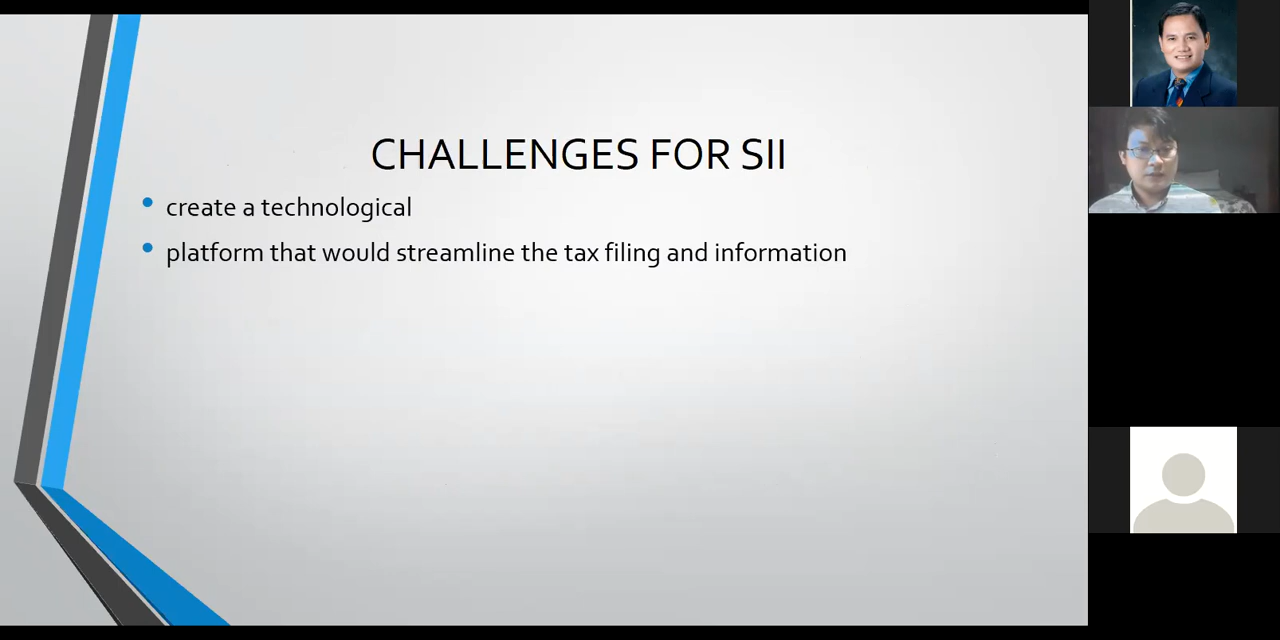 CHALLENGES FOR SII
create a technological
platform that would streamline the tax filing and information